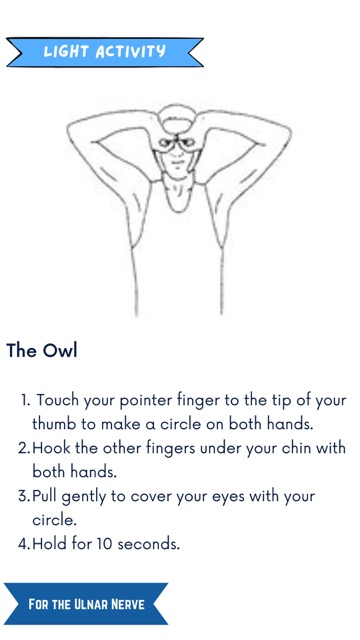 LIGHT ACTIVITY
The Owl
1. Touch your pointer finger to the tip of your
thumb to make a circle on both hands.
2.Hook the other fingers under your chin with
both hands.
3.Pull gently to cover your eyes with your
circle.
4.Hold for 10 seconds.
FOR THE ULNAR NERVE